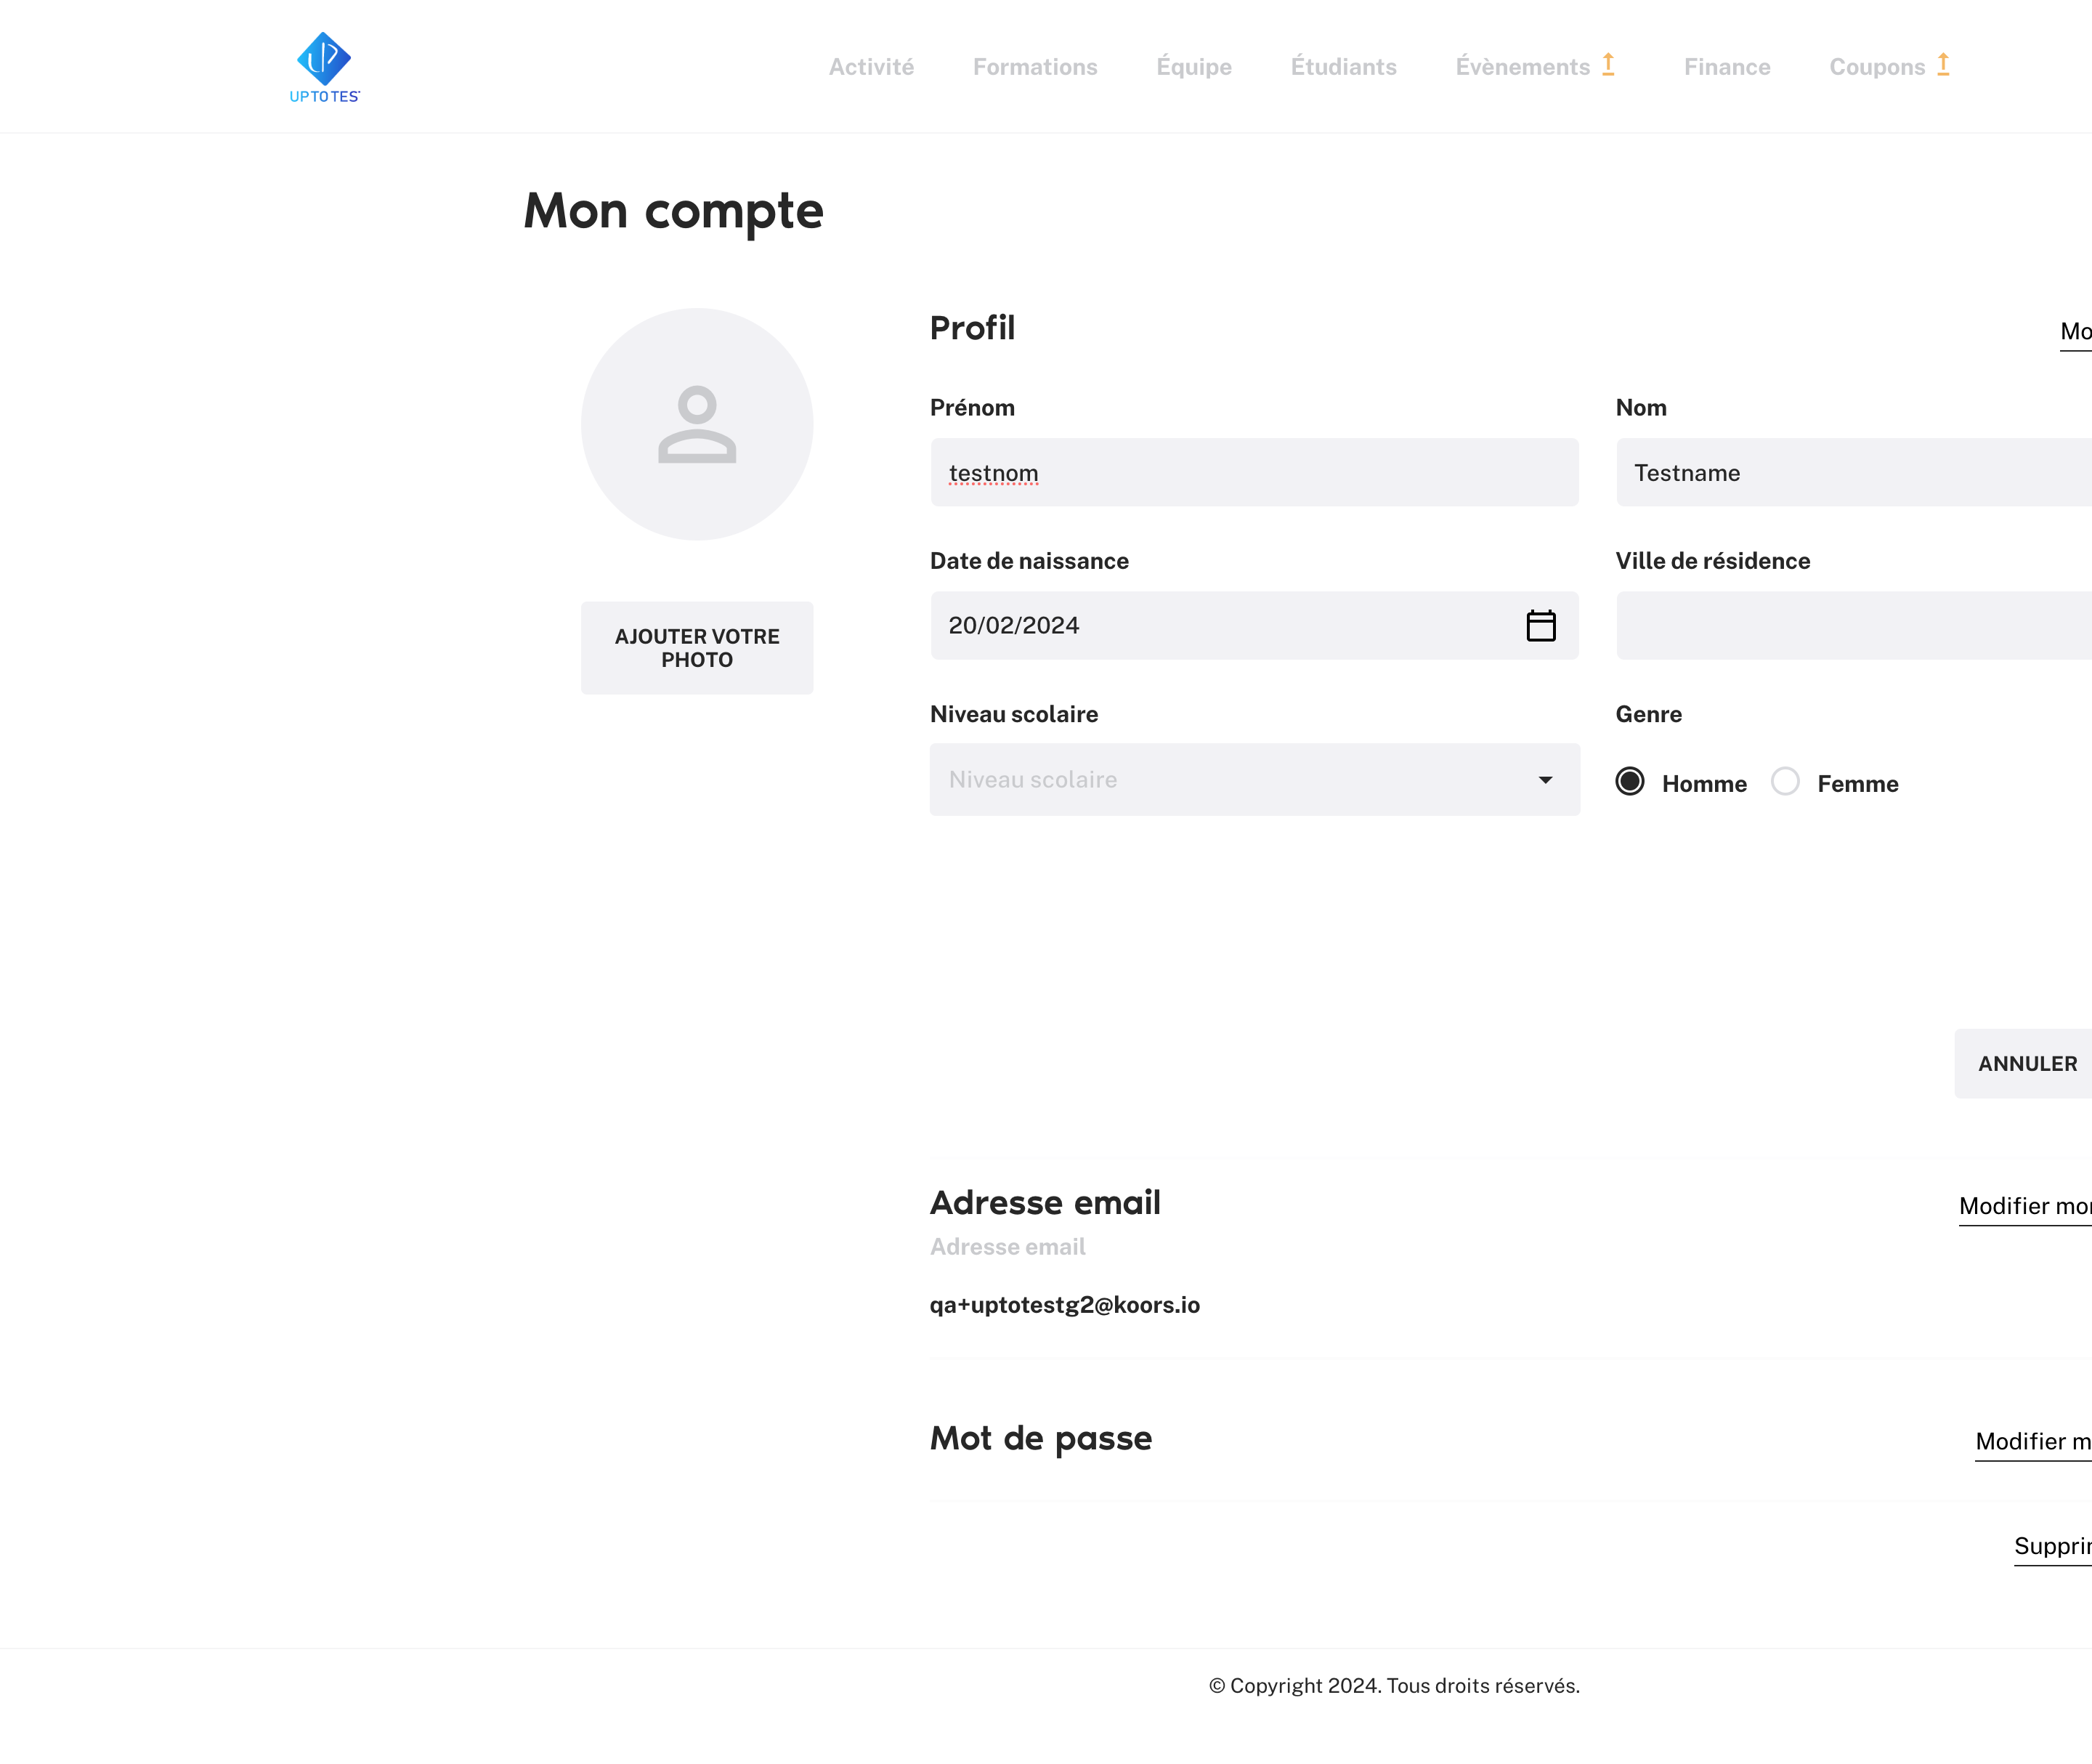 UPTOTES
Activité Formations Équipe Étudiants Évènements Finance Coupons
Mon compte
Profil
Mo
Prénom Nom
testnom Testname
Date de naissance Ville de résidence
20/02/2024
AJOUTER VOTRE
PHOTO
Niveau scolaire Genre
Niveau scolaire
Homme Femme
ANNULER
Adresse email
Modifier mon
Adresse email
qa+uptotestg2@koors.io
Mot de passe
Modifier m
Supprim
© Copyright 2024. Tous droits réservés.